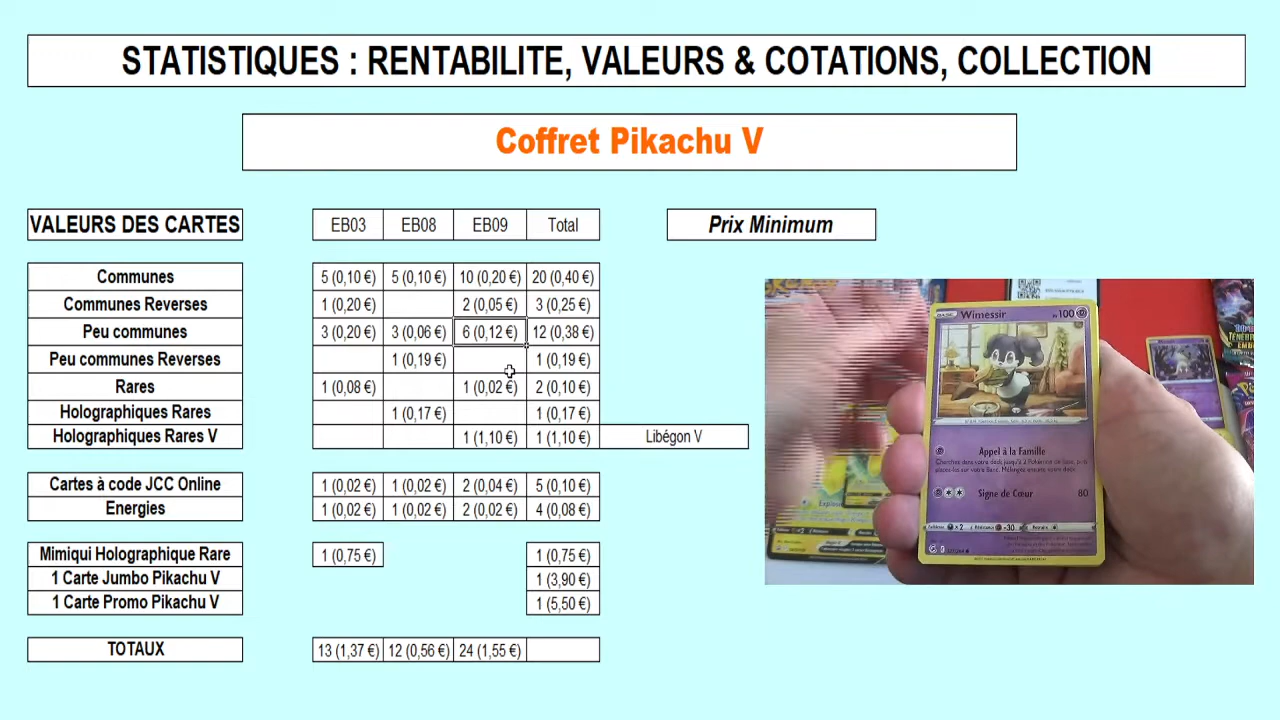 STATISTIQUES : RENTABILITE, VALEURS & COTATIONS, COLLECTION
Coffret Pikachu V
VALEURS DES CARTES EB03 EB08 EB09 Total Prix Minimum
Communes 5 (0,10 €) 5 (0,10 €) 10 (0,20 €) 20 (0,40 €)
Communes Reverses 1 (0,20 €) 2 (0,05 €) 3 (0,25 €)
Peu communes 3 (0,20 €) 3 (0,06 €) 6 (0,12 €) 12 (0,38 €)
Peu communes Reverses 1 (0,19 €) 1 (0,19 €)
Rares 1 (0,08 €) 1 (0,02 €) 2 (0,10 €)
Holographiques Rares 1 (0,17 €) 1 (0,17 €)
Holographiques Rares V 1 (1,10 €) 1 (1,10 €) Libégon V
Cartes à code JCC Online 1 (0,02 €) 1 (0,02 €) 2 (0,04 €) 5 (0,10 €)
Energies 1 (0,02 €) 1 (0,02 €) 2 (0,02 €) 4 (0,08 €)
Mimiqui Holographique Rare 1 (0,75 €) 1 (0,75 €)
1 Carte Jumbo Pikachu V 1 (3,90 €)
1 Carte Promo Pikachu V 1 (5,50 €)
TOTAUX 13 (1,37 €) 12 (0,56 €) 24 (1,55 €)
Wimessir 100
Appel à la Famille
Signe de Cœur 80
×2 -30